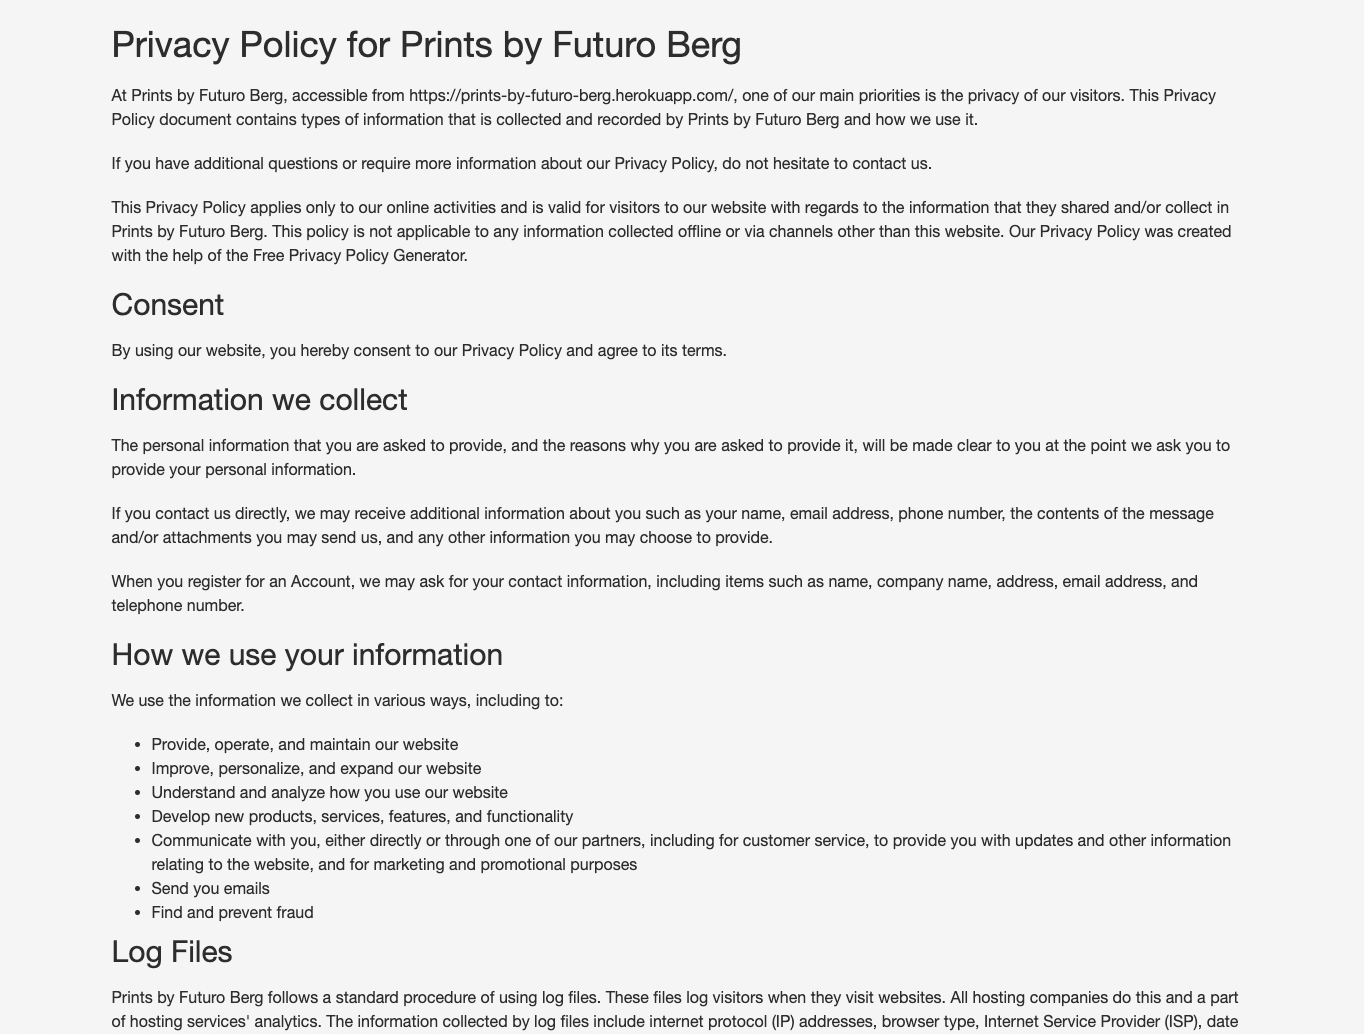 Privacy Policy for Prints by Futuro Berg
At Prints by Futuro Berg, accessible from https://prints-by-futuro-berg.herokuapp.com/, one of our main priorities is the privacy of our visitors. This Privacy
Policy document contains types of information that is collected and recorded by Prints by Futuro Berg and how we use it.
If you have additional questions or require more information about our Privacy Policy, do not hesitate to contact us.
This Privacy Policy applies only to our online activities and is valid for visitors to our website with regards to the information that they shared and/or collect in
Prints by Futuro Berg. This policy is not applicable to any information collected offline or via channels other than this website. Our Privacy Policy was created
with the help of the Free Privacy Policy Generator.
Consent
By using our website, you hereby consent to our Privacy Policy and agree to its terms.
Information we collect
The personal information that you are asked to provide, and the reasons why you are asked to provide it, will be made clear to you at the point we ask you to
provide your personal information.
If you contact us directly, we may receive additional information about you such as your name, email address, phone number, the contents of the message
and/or attachments you may send us, and any other information you may choose to provide.
When you register for an Account, we may ask for your contact information, including items such as name, company name, address, email address, and
telephone number.
How we use your information
We use the information we collect in various ways, including to:
• Provide, operate, and maintain our website
• Improve, personalize, and expand our website
• Understand and analyze how you use our website
• Develop new products, services, features, and functionality
• Communicate with you, either directly or through one of our partners, including for customer service, to provide you with updates and other information
relating to the website, and for marketing and promotional purposes
• Send you emails
• Find and prevent fraud
Log Files
Prints by Futuro Berg follows a standard procedure of using log files. These files log visitors when they visit websites. All hosting companies do this and a part
of hosting services' analytics. The information collected by log files include internet protocol (IP) addresses, browser type, Internet Service Provider (ISP), date